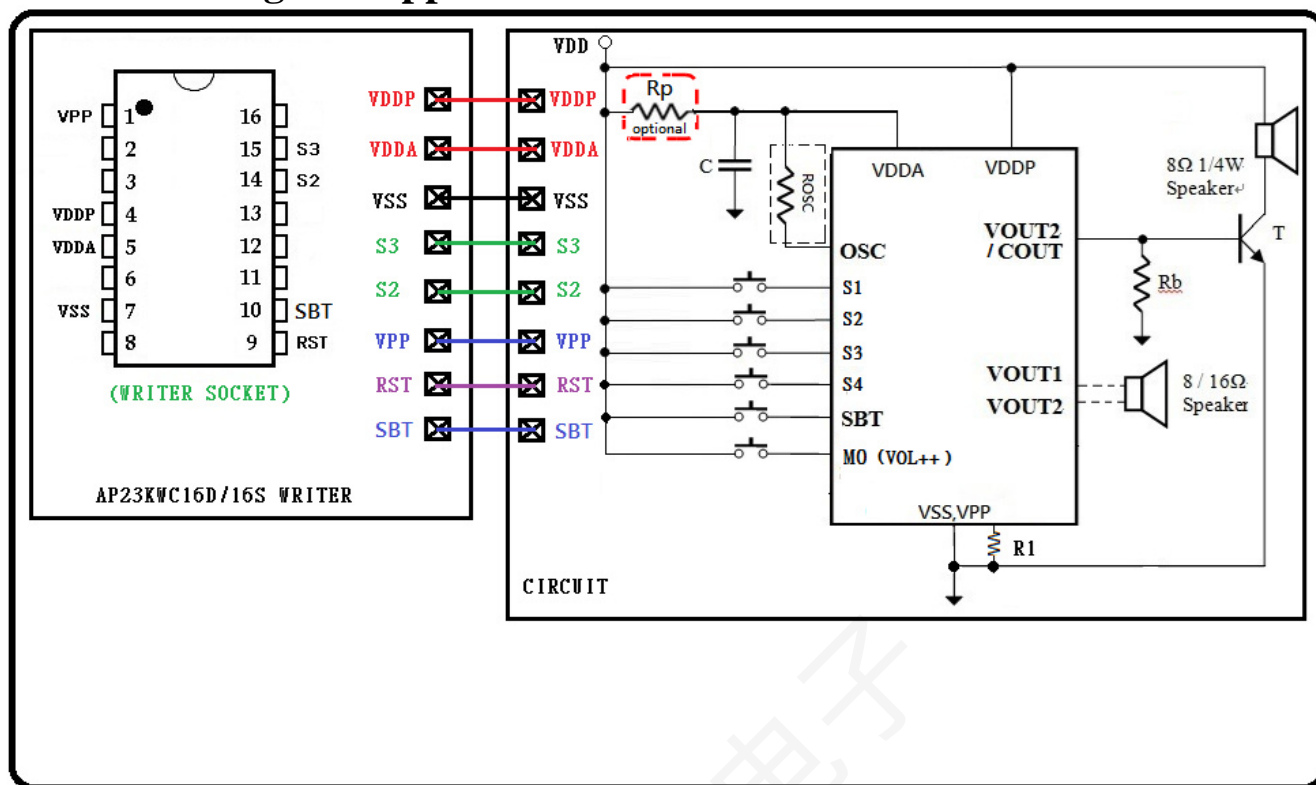 VPP
1
2
3
VDDP 4
VDDA 5
6
VSS 7
8
16
15 S3
14 S2
13
12
11
10 SBT
9 RST
(WRITER SOCKET)
AP23KWC16D/16S WRITER
VDDP
VDDA
VSS
S3
S2
VPP
RST
SBT
VDDP
VDDA
VSS
S3
S2
VPP
RST
SBT
CIRCUIT
VDD
Rp
optional
C
ROSC
VDDA
VDDP
OSC
S1
S2
S3
S4
SBT
MO (VOL++)
VOUT2
/ COUT
VOUT1
VOUT2
VSS,VPP
R1
Rb
T
8Ω 1/4W
Speaker
8 / 16Ω
Speaker
电子